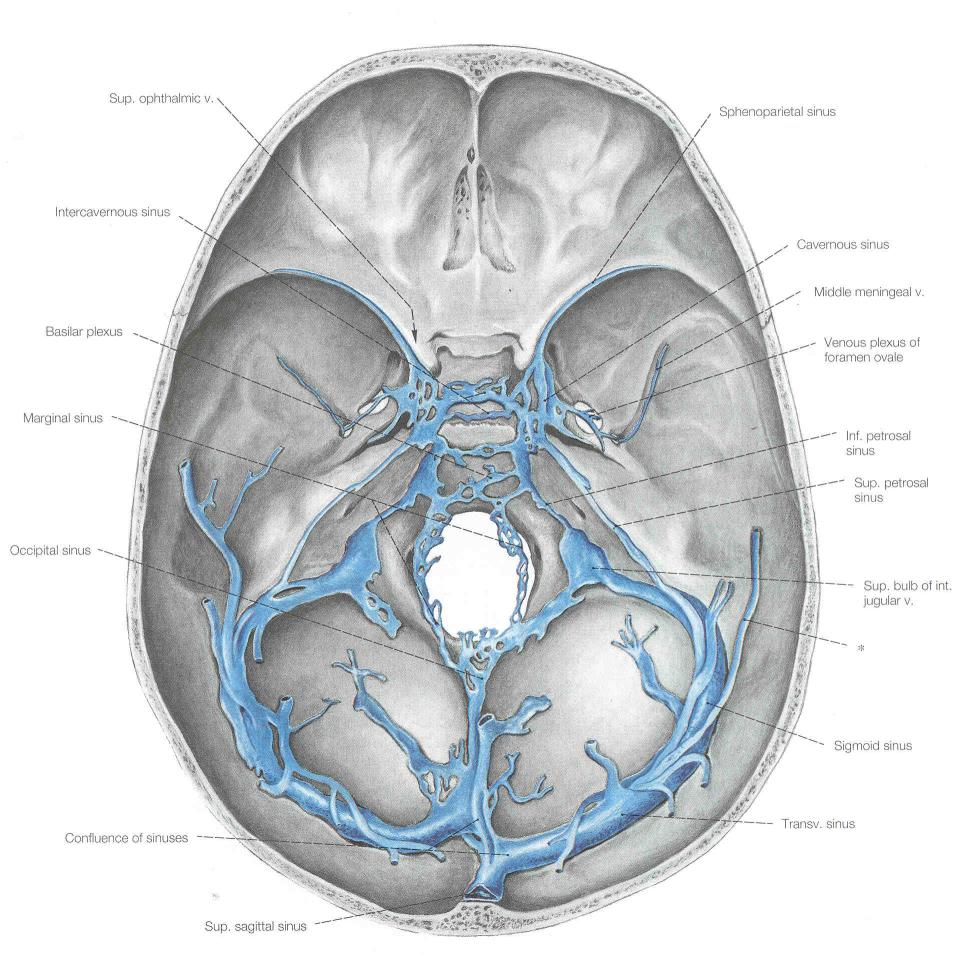 Sup. ophthalmic v.
Intercavernous sinus
Basilar plexus
Marginal sinus
Occipital sinus
Confluence of sinuses
Sup. sagittal sinus
Sphenoparietal sinus
Cavernous sinus
Middle meningeal v.
Venous plexus of
foramen ovale
Inf. petrosal
sinus
Sup. petrosal
sinus
Sup. bulb of int.
jugular v.
*
Sigmoid sinus
Transv. sinus